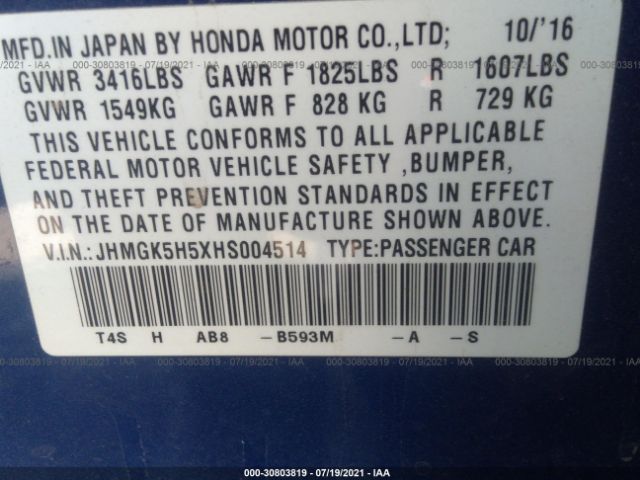 MFD.IN JAPAN BY HONDA MOTOR CO.,LTD; 10/'16
GVWR 3416LBS GAWR F 1825LBS R 1607LBS
GVWR 1549KG GAWR F 828 KG R 729 KG
THIS VEHICLE CONFORMS TO ALL APPLICABLE
FEDERAL MOTOR VEHICLE SAFETY ,BUMPER,
AND THEFT PREVENTION STANDARDS IN EFFECT
ON THE DATE OF MANUFACTURE SHOWN ABOVE.
V.I.N.:JHMGK5H5XHS004514 TYPE:PASSENGER CAR
T4S H AB8 -B593M -A -S
000-30803819 - 07/19/2021 - IAA